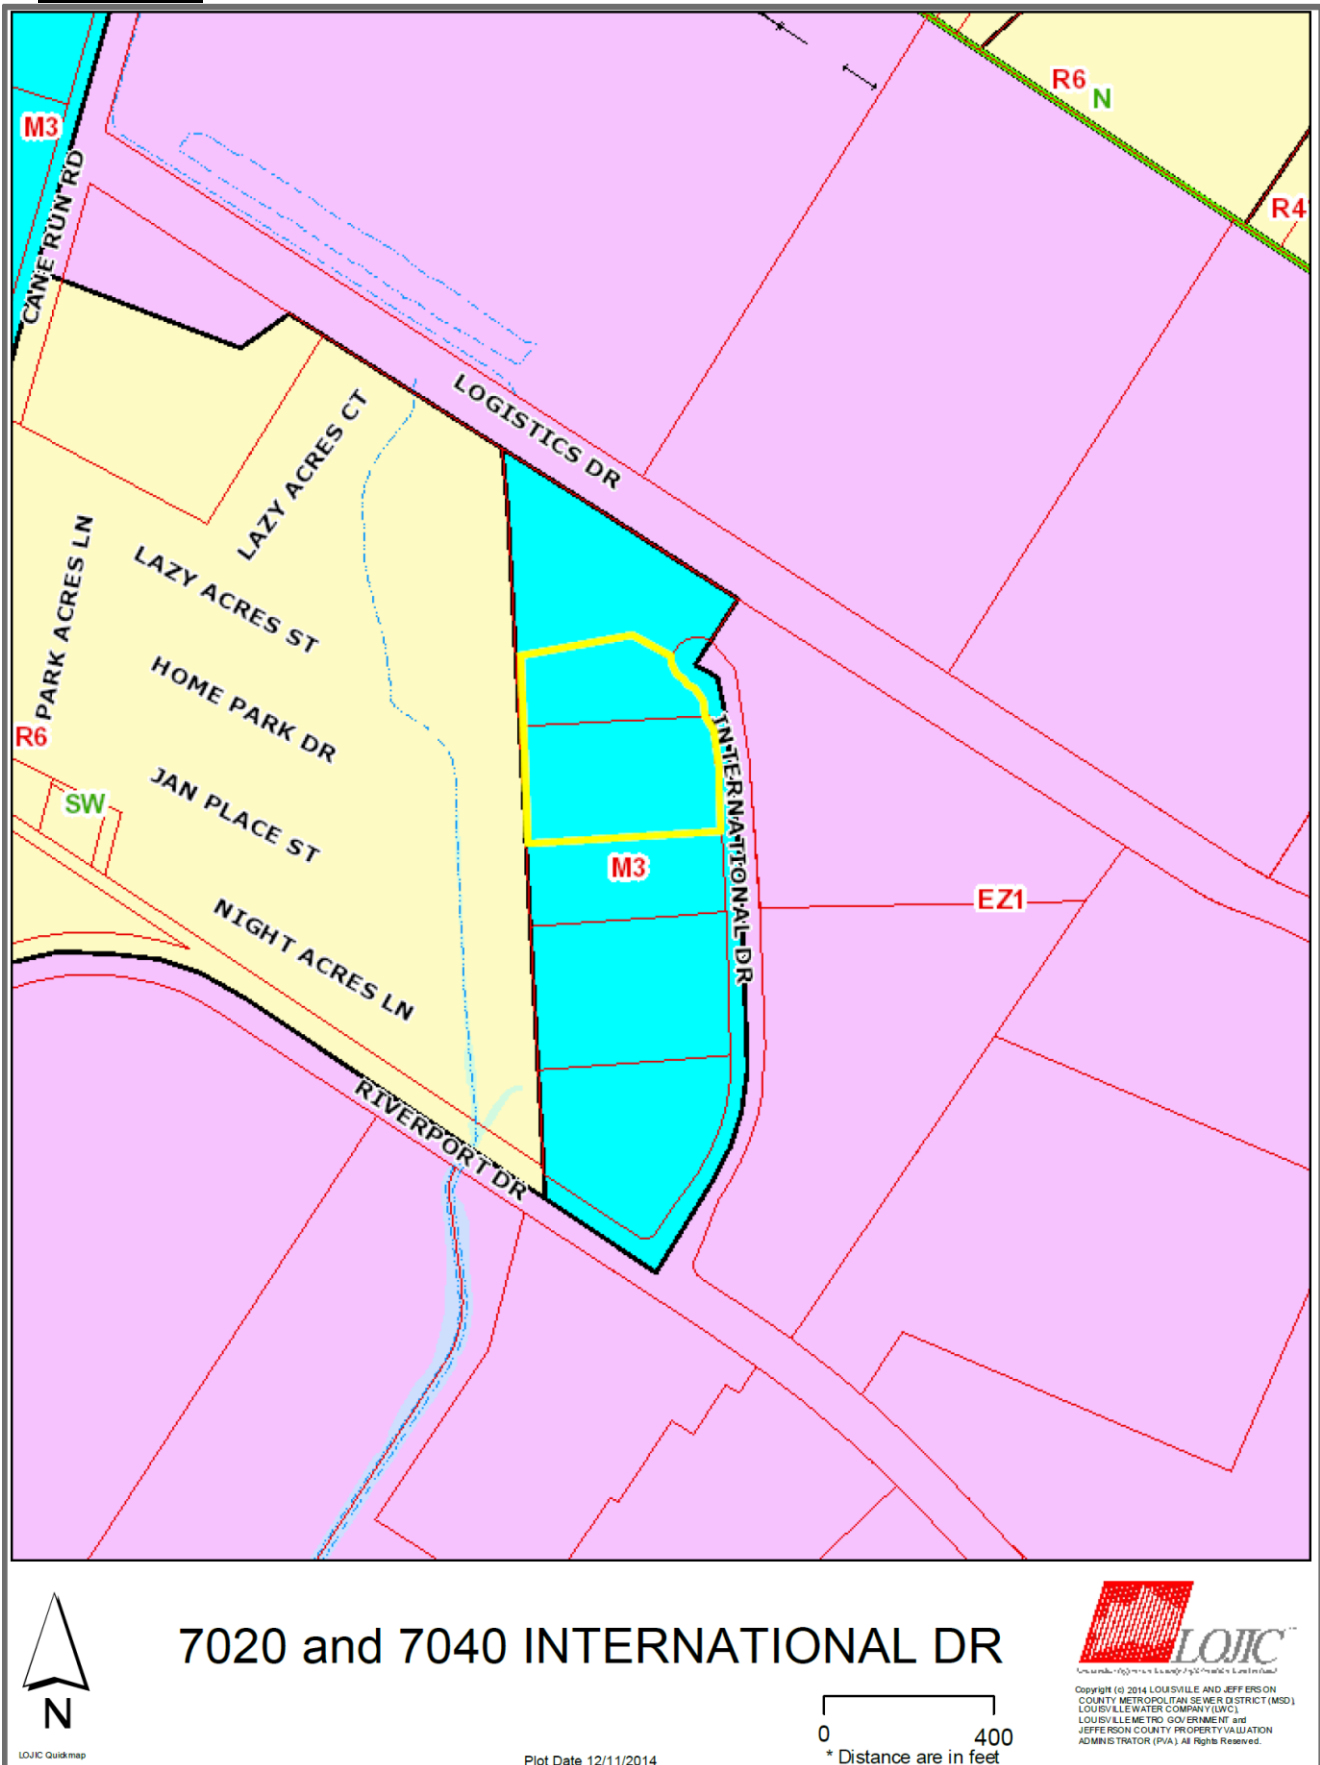 R6
N
M3
R4
CANE RUN RD
LOGISTICS DR
LAZY ACRES CT
PARK ACRES LN
LAZY ACRES ST
HOME PARK DR
R6
INTERNATIONAL DR
JAN PLACE ST
SW
M3
EZ1
NIGHT ACRES LN
RIVERPORT DR
7020 and 7040 INTERNATIONAL DR
LOJIC
N
Copyright (c) 2014 LOUISVILLE AND JEFFERSON
COUNTY METROPOLITAN SEWER DISTRICT (MSD),
LOUISVILLE WATER COMPANY (LWC),
LOUISVILLE METRO GOVERNMENT and
JEFFERSON COUNTY PROPERTY VALUATION
ADMINISTRATOR (PVA). All Rights Reserved.
0 400
* Distance are in feet
LOJIC Quickmap
Plot Date 12/11/2014